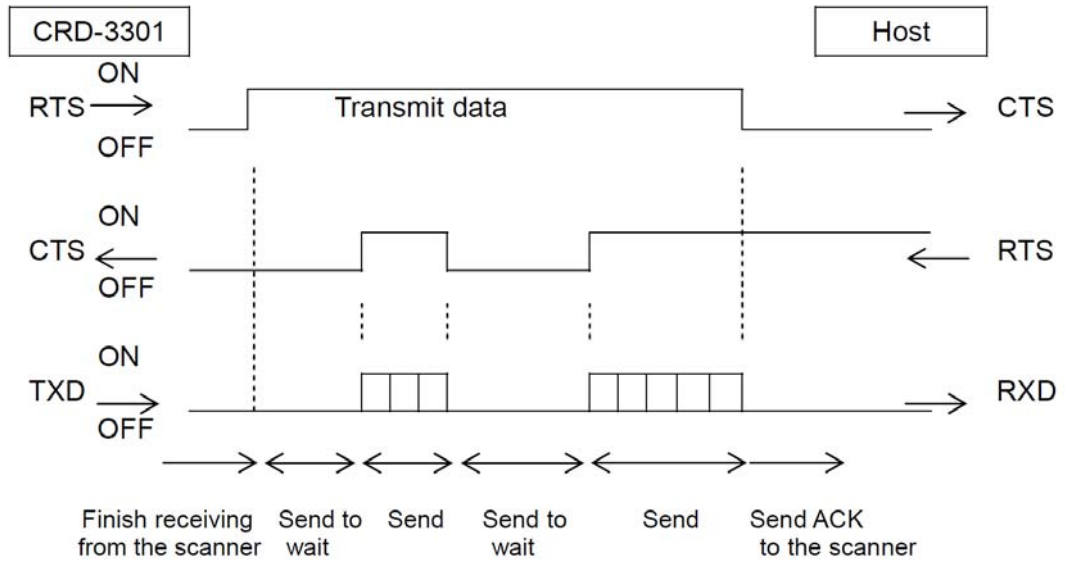 CRD-3301
Host
ON
RTS
OFF
Transmit data
CTS
ON
CTS
OFF
RTS
ON
TXD
OFF
RXD
Finish receiving
from the scanner
Send to
wait
Send
Send to
wait
Send
Send ACK
to the scanner